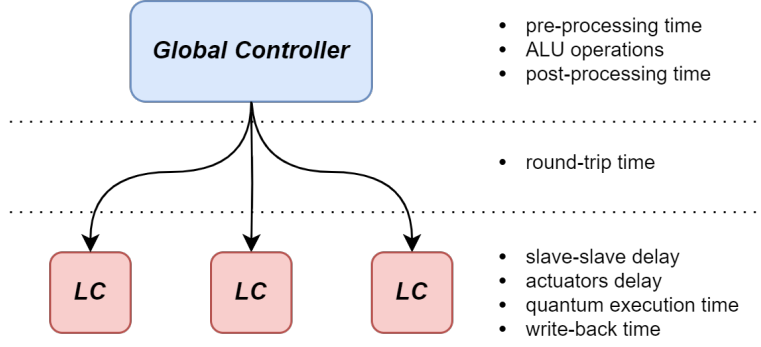 Global Controller
• pre-processing time
• ALU operations
• post-processing time
• round-trip time
LC
LC
LC
• slave-slave delay
• actuators delay
• quantum execution time
• write-back time